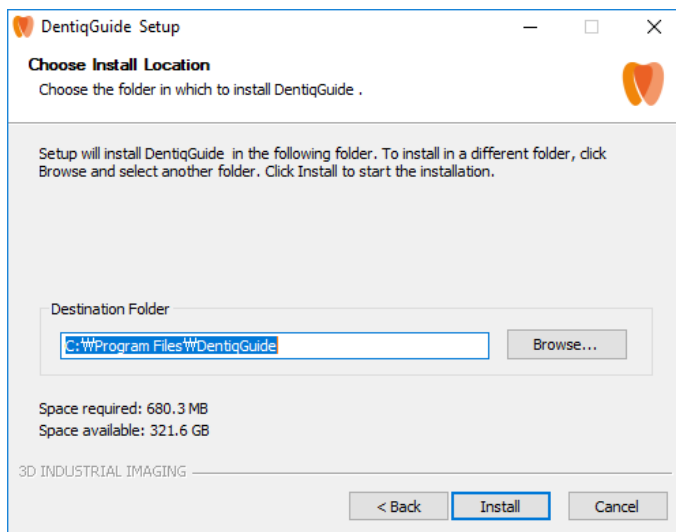 DentiqGuide Setup
Choose Install Location
Choose the folder in which to install DentiqGuide .
Setup will install DentiqGuide in the following folder. To install in a different folder, click
Browse and select another folder. Click Install to start the installation.
Destination Folder
C:₩Program Files₩DentiqGuide
Browse...
Space required: 680.3 MB
Space available: 321.6 GB
3D INDUSTRIAL IMAGING
< Back
Install
Cancel